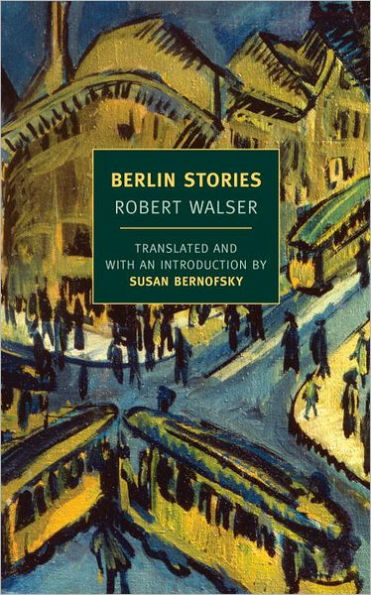 BERLIN STORIES
ROBERT WALSER
TRANSLATED AND
WITH AN INTRODUCTION BY
SUSAN BERNOFSKY